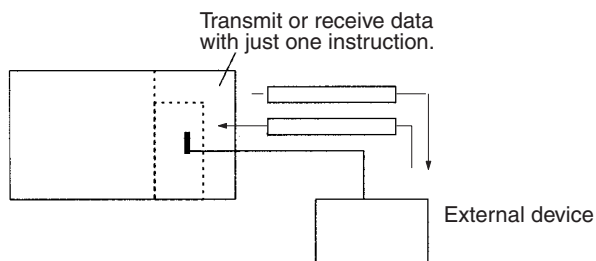 Transmit or receive data
with just one instruction.
External device